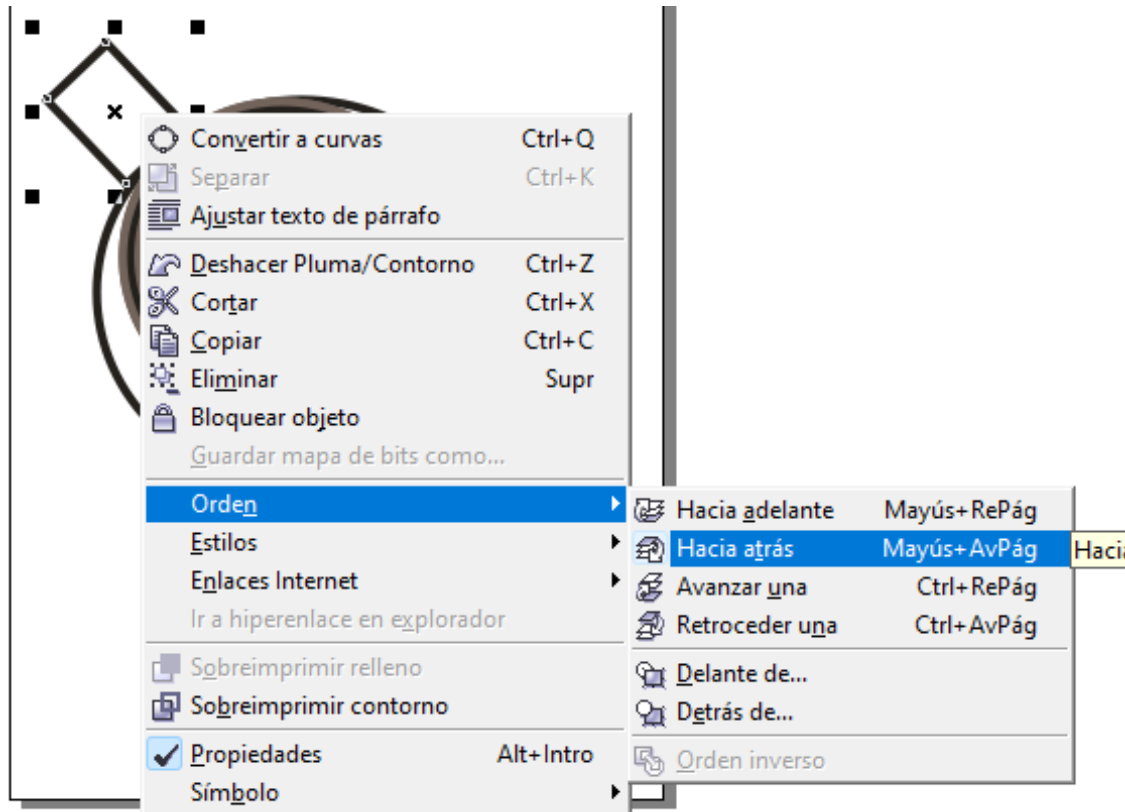 Convertir a curvas Ctrl+Q
Separar Ctrl+K
Ajustar texto de párrafo
Deshacer Pluma/Contorno Ctrl+Z
Cortar Ctrl+X
Copiar Ctrl+C
Eliminar Supr
Bloquear objeto
Guardar mapa de bits como...
Orden
Estilos
Enlaces Internet
Ir a hiperenlace en explorador
Sobreimprimir relleno
Sobreimprimir contorno
Propiedades Alt+Intro
Símbolo
Hacia adelante Mayús+RePág
Hacia atrás Mayús+AvPág
Hacia
Avanzar una Ctrl+RePág
Retroceder una Ctrl+AvPág
Delante de...
Detrás de...
Orden inverso